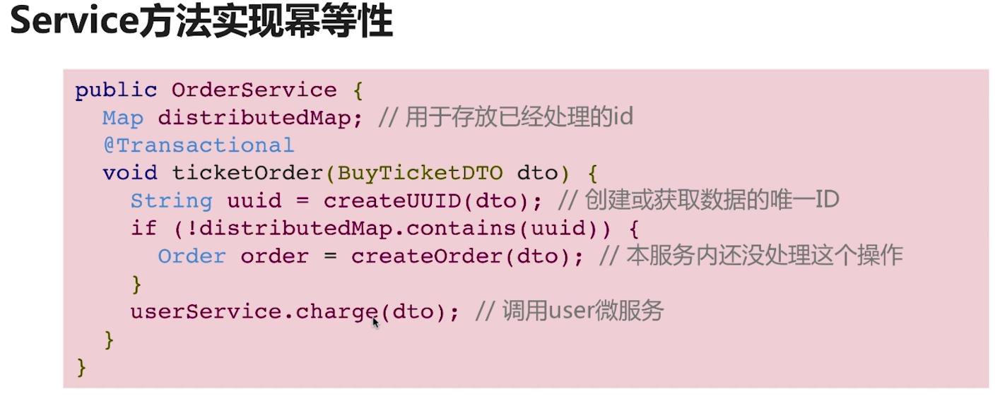 Service方法实现幂等性
public OrderService {
Map distributedMap; // 用于存放已经处理的id
@Transactional
void ticketOrder(BuyTicketDTO dto) {
String uuid = createUUID(dto); // 创建或获取数据的唯一ID
if (!distributedMap.contains(uuid)) {
Order order = createOrder(dto); // 本服务内还没处理这个操作
}
userService.charge(dto); // 调用user微服务
}
}